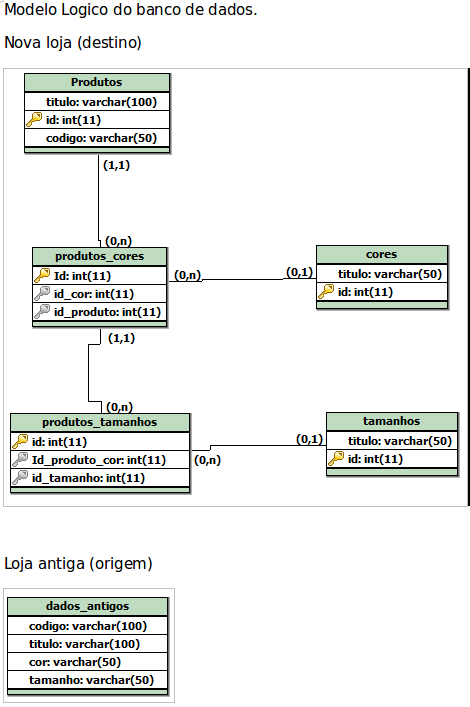 Modelo Logico do banco de dados.
Nova loja (destino)
Produtos
titulo: varchar(100)
id: int(11)
codigo: varchar(50)
(1,1)
(0,n)
produtos_cores
Id: int(11)
id_cor: int(11)
id_produto: int(11)
(0,n)
(0,1)
cores
titulo: varchar(50)
id: int(11)
(1,1)
(0,n)
produtos_tamanhos
id: int(11)
Id_produto_cor: int(11)
id_tamanho: int(11)
(0,n)
(0,1)
tamanhos
titulo: varchar(50)
id: int(11)
Loja antiga (origem)
dados_antigos
codigo: varchar(100)
titulo: varchar(100)
cor: varchar(50)
tamanho: varchar(50)